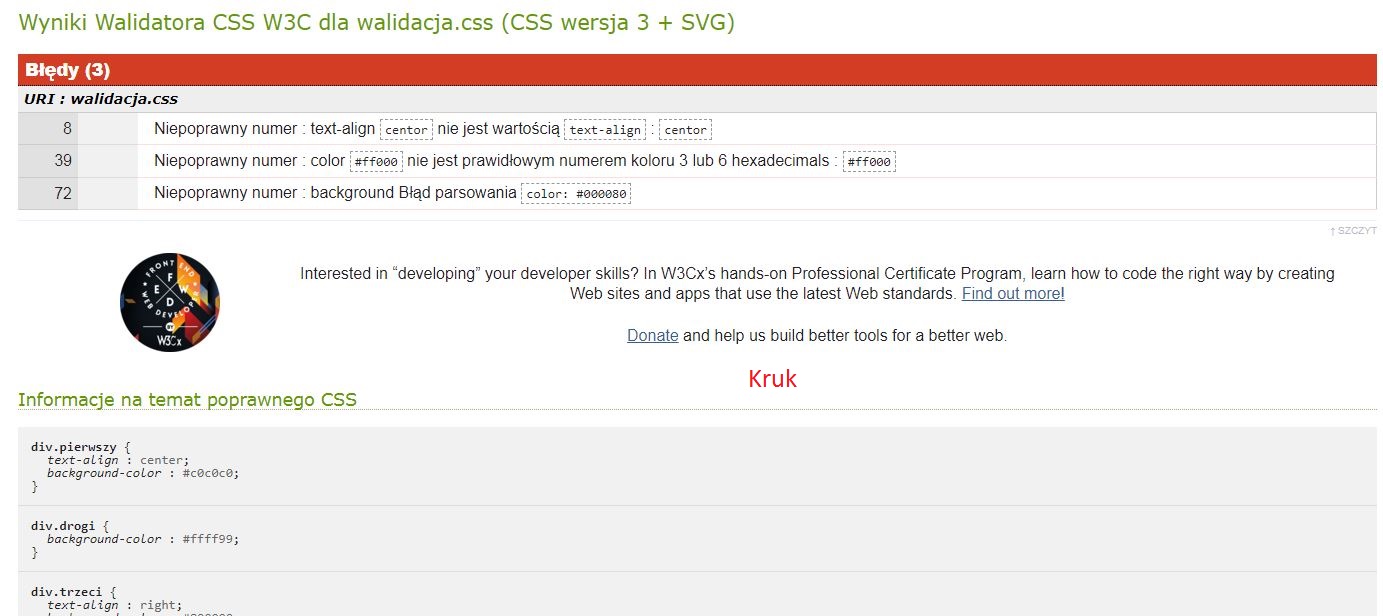 Wyniki Walidatora CSS W3C dla walidacja.css (CSS wersja 3 + SVG)
Błędy (3)
URI : walidacja.css
8 Niepoprawny numer : text-align centor nie jest wartością text-align : centor
39 Niepoprawny numer : color #ff000 nie jest prawidłowym numerem koloru 3 lub 6 hexadecimals : #ff000
72 Niepoprawny numer : background Błąd parsowania color: #000080
↑ SZCZYT
FRONT END
F
E W
D
WEB DEVELOPER
BY
W3Cx
Interested in “developing” your developer skills? In W3Cx’s hands-on Professional Certificate Program, learn how to code the right way by creating
Web sites and apps that use the latest Web standards. Find out more!
Donate and help us build better tools for a better web.
Kruk
Informacje na temat poprawnego CSS
div.pierwszy {
text-align : center;
background-color : #c0c0c0;
}
div.drogi {
background-color : #ffff99;
}
div.trzeci {
text-align : right;